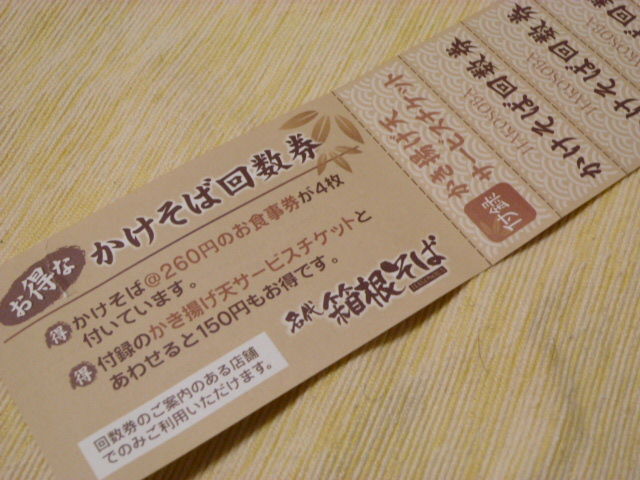 お得な
かけそば回数券
得 かけそば@260円のお食事券が4枚
付いています。
得 付録のかき揚げ天サービスチケットと
あわせると150円もお得です。
名代 箱根そば
回数券のご案内のある店舗
でのみご利用いただけます。
付録
かき揚げ天
サービスチケット
かけそば回数券
HAKOSOBA
けそば回数券
HAKOSOBA
そば回数券
HAKOSOBA